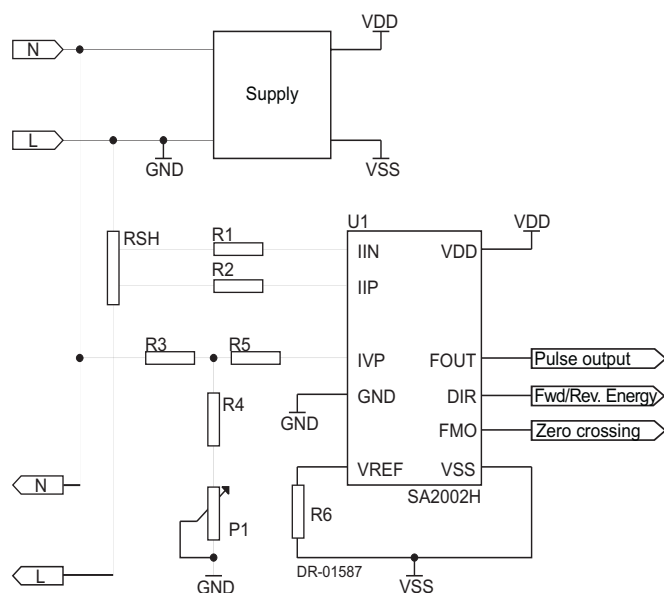 VDD
N
Supply
L
GND
VSS
U1
VDD
RSH
R1
IIN
VDD
R2
IIP
R3
R5
IVP
FOUT
Pulse output
R4
GND
DIR
Fwd/Rev. Energy
GND
FMO
Zero crossing
VREF
VSS
N
SA2002H
P1
R6
DR-01587
L
GND
VSS